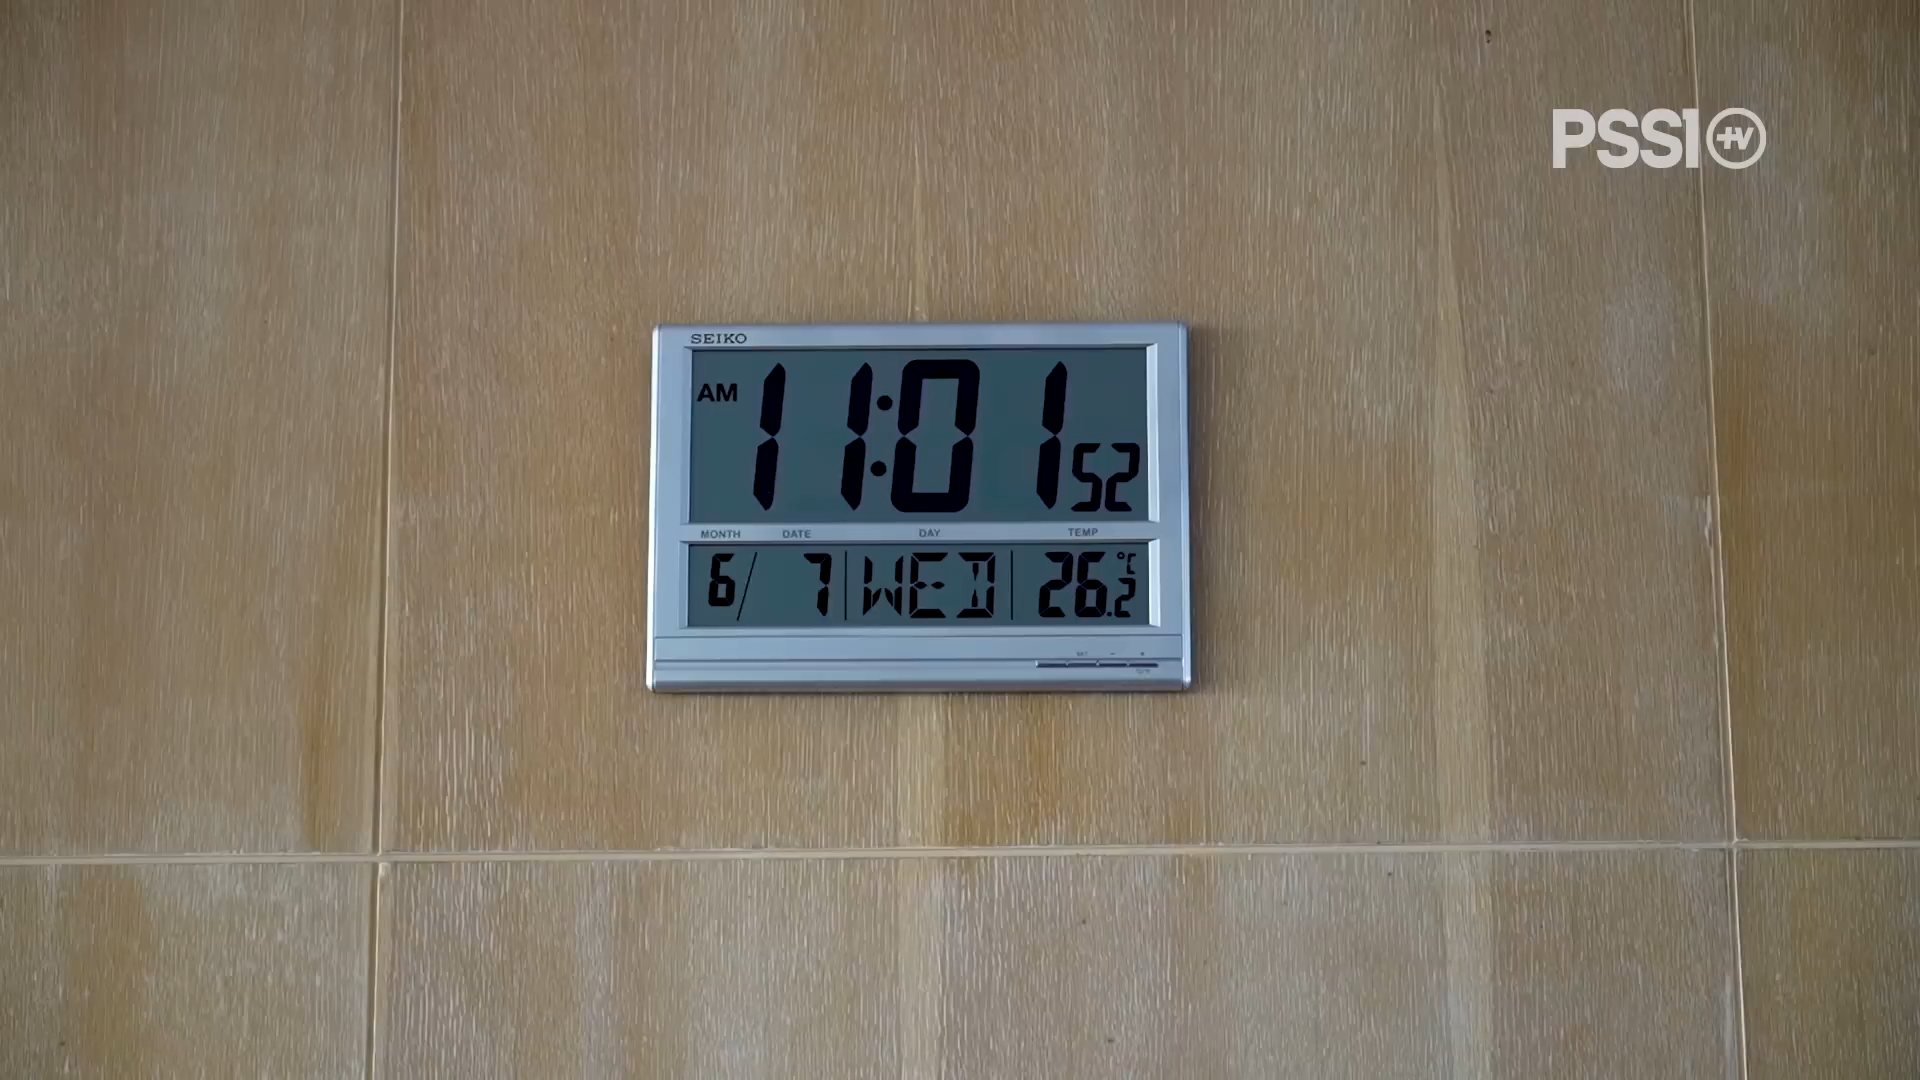 PSSI tv
SEIKO
AM 11:01 52
MONTH DATE DAY TEMP
6/ 7 WED 26.2 °C